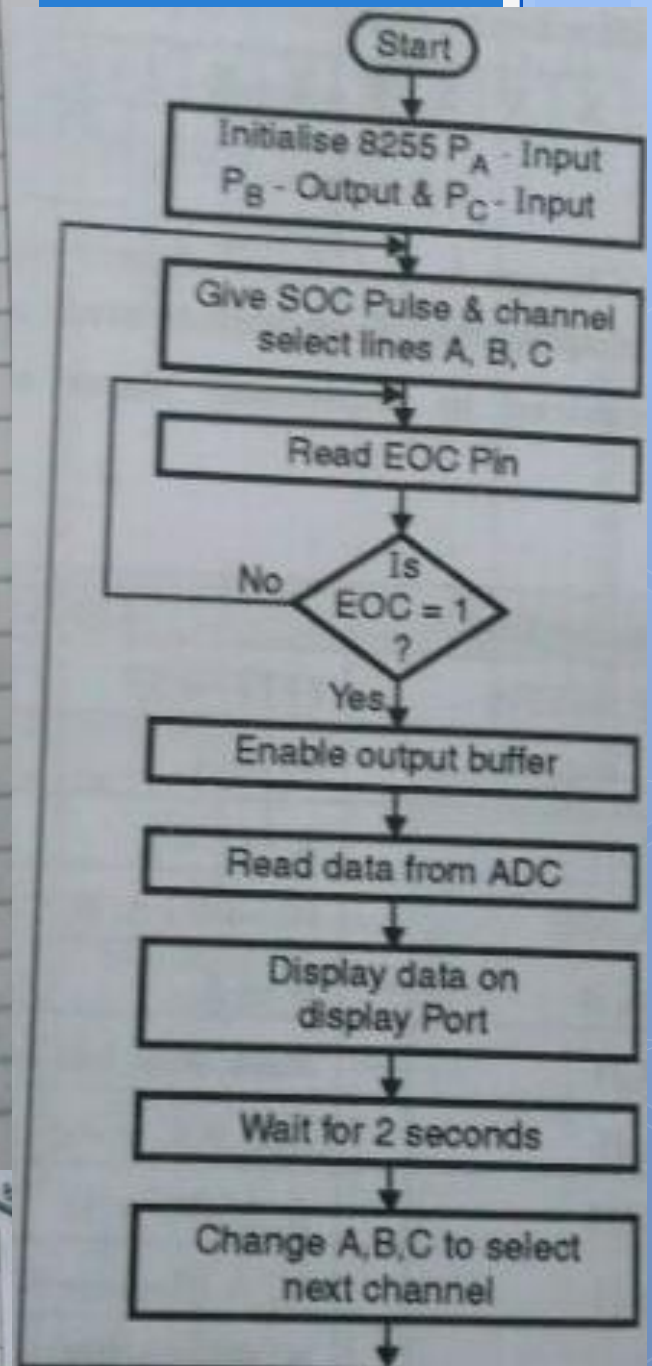 Start
Initialise 8255 PA - Input
PB - Output & PC - Input
Give SOC Pulse & channel
select lines A, B, C
Read EOC Pin
Is
EOC = 1
?
No
Yes
Enable output buffer
Read data from ADC
Display data on
display Port
Wait for 2 seconds
Change A,B,C to select
next channel